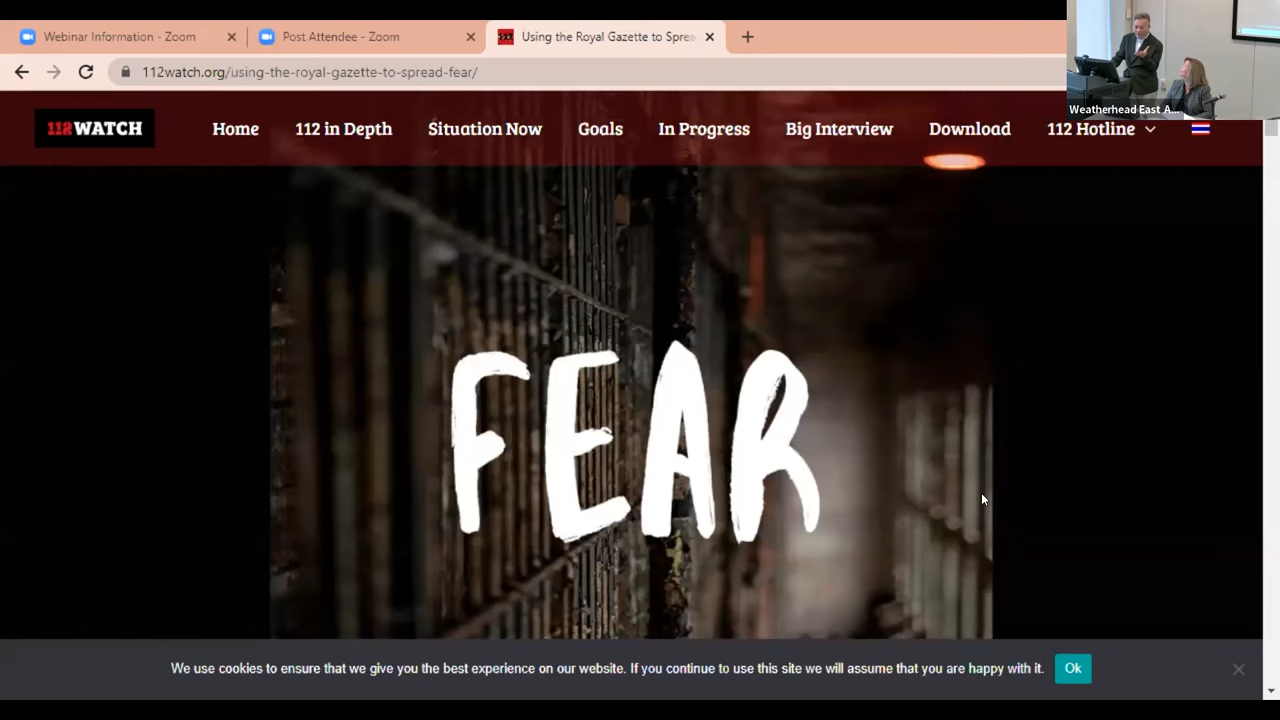 Webinar Information - Zoom
Post Attendee - Zoom
Using the Royal Gazette to Sprea
112watch.org/using-the-royal-gazette-to-spread-fear/
Weatherhead East A...
112WATCH
Home
112 in Depth
Situation Now
Goals
In Progress
Big Interview
Download
112 Hotline
FEAR
We use cookies to ensure that we give you the best experience on our website. If you continue to use this site we will assume that you are happy with it.
Ok